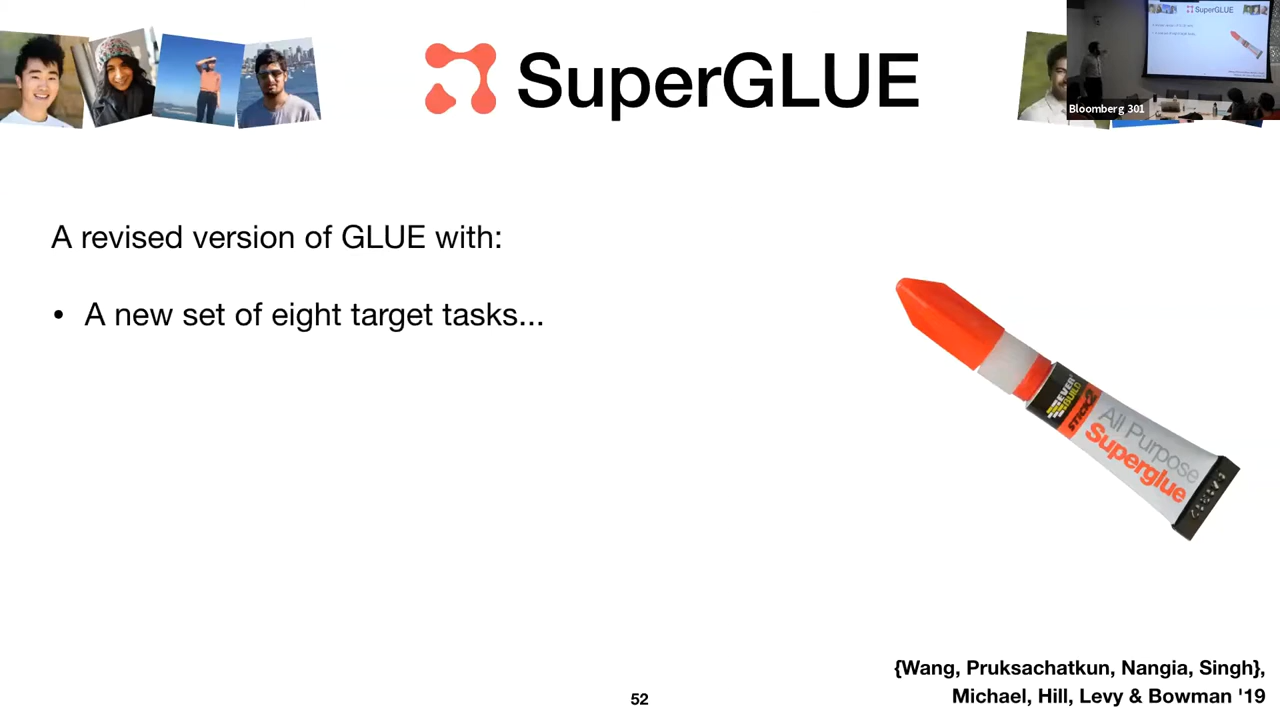 SuperGLUE
SuperGLUE
Bloomberg 301
A revised version of GLUE with:
• A new set of eight target tasks...
EVER
BUILD
STICK2
All Purpose
Superglue
{Wang, Pruksachatkun, Nangia, Singh},
Michael, Hill, Levy & Bowman '19
52